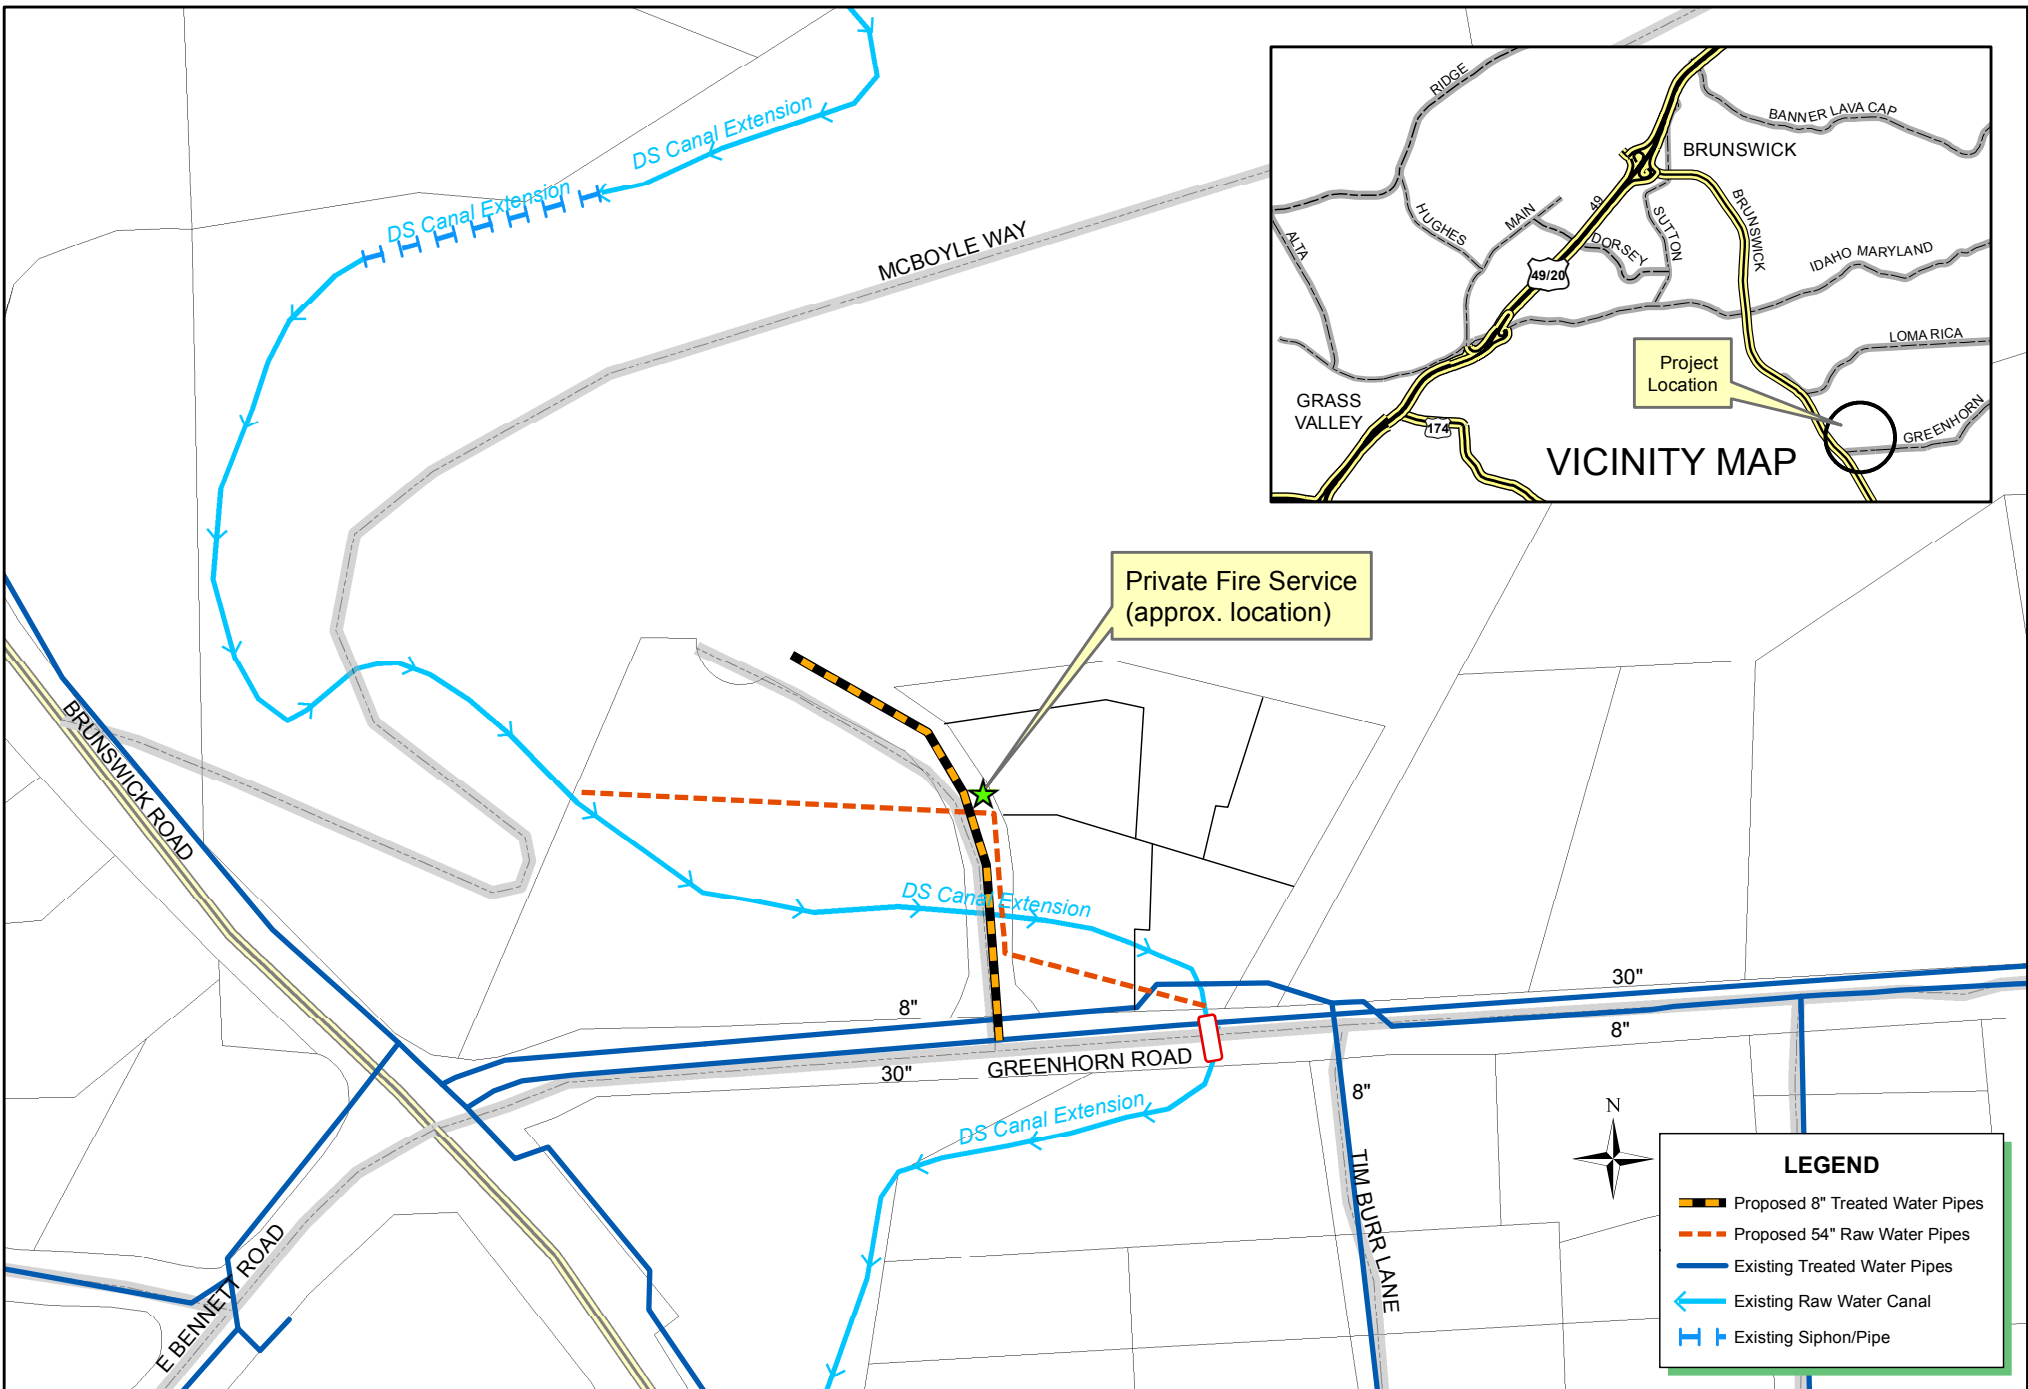 DS Canal Extension
DS Canal Extension
MCBOYLE WAY
RIDGE
BANNER LAVA CAP
BRUNSWICK
HUGHES
MAIN
49
DORSEY
SUTTON
BRUNSWICK
ALTA
IDAHO MARYLAND
49/20
LOMA RICA
Project
Location
GRASS
VALLEY
174
GREENHORN
VICINITY MAP
Private Fire Service
(approx. location)
BRUNSWICK ROAD
DS Canal Extension
30"
8"
8"
30"
GREENHORN ROAD
8"
DS Canal Extension
TIM BURR LANE
E BENNETT ROAD
N
LEGEND
Proposed 8" Treated Water Pipes
Proposed 54" Raw Water Pipes
Existing Treated Water Pipes
Existing Raw Water Canal
Existing Siphon/Pipe